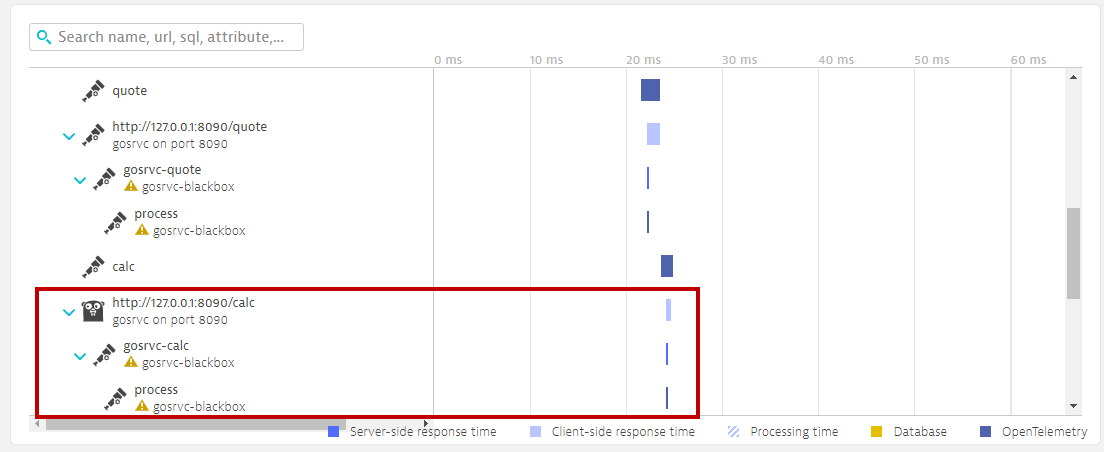 Search name, url, sql, attribute,...
0 ms 10 ms 20 ms 30 ms 40 ms 50 ms 60 ms
quote
http://127.0.0.1:8090/quote
gosrvc on port 8090
gosrvc-quote
gosrvc-blackbox
process
gosrvc-blackbox
calc
http://127.0.0.1:8090/calc
gosrvc on port 8090
gosrvc-calc
gosrvc-blackbox
process
gosrvc-blackbox
Server-side response time Client-side response time Processing time Database OpenTelemetry